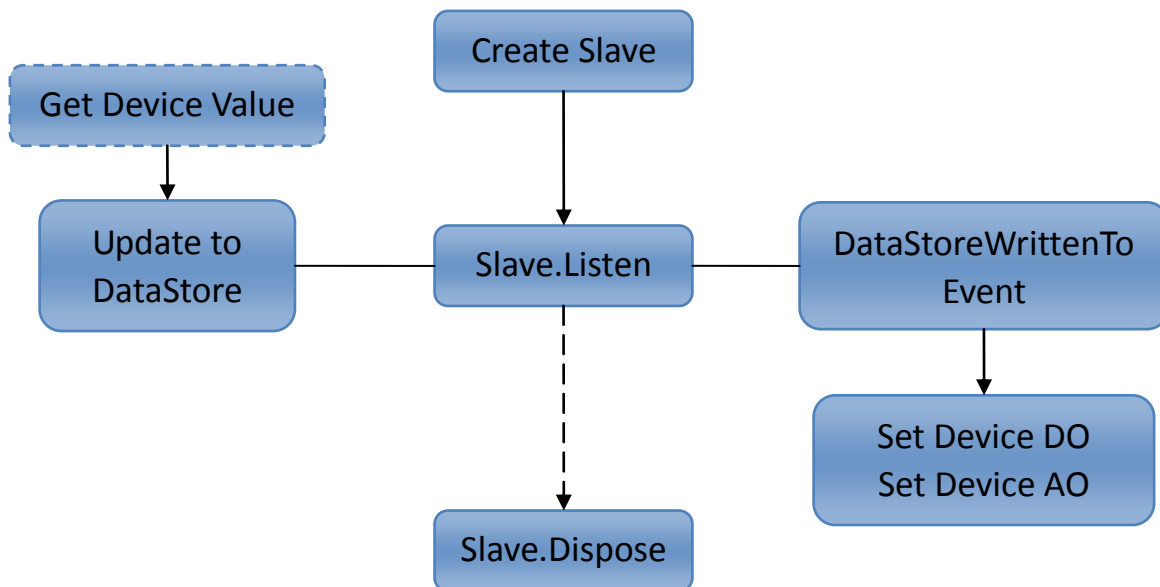 Create Slave
Get Device Value
Update to
DataStore
Slave.Listen
DataStoreWrittenTo
Event
Set Device DO
Set Device AO
Slave.Dispose